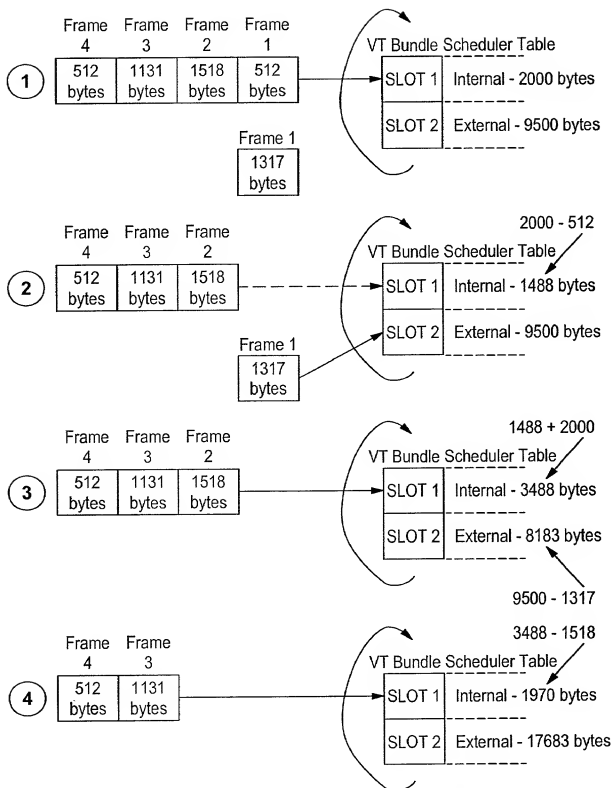 Frame Frame Frame Frame
4 3 2 1
VT Bundle Scheduler Table
1
512 bytes 1131 bytes 1518 bytes 512 bytes
SLOT 1 Internal - 2000 bytes
SLOT 2 External - 9500 bytes
Frame 1
1317 bytes
2000 - 512
Frame Frame Frame
4 3 2
VT Bundle Scheduler Table
2
512 bytes 1131 bytes 1518 bytes
SLOT 1 Internal - 1488 bytes
SLOT 2 External - 9500 bytes
Frame 1
1317 bytes
1488 + 2000
Frame Frame Frame
4 3 2
VT Bundle Scheduler Table
3
512 bytes 1131 bytes 1518 bytes
SLOT 1 Internal - 3488 bytes
SLOT 2 External - 8183 bytes
9500 - 1317
3488 - 1518
Frame Frame
4 3
VT Bundle Scheduler Table
4
512 bytes 1131 bytes
SLOT 1 Internal - 1970 bytes
SLOT 2 External - 17683 bytes